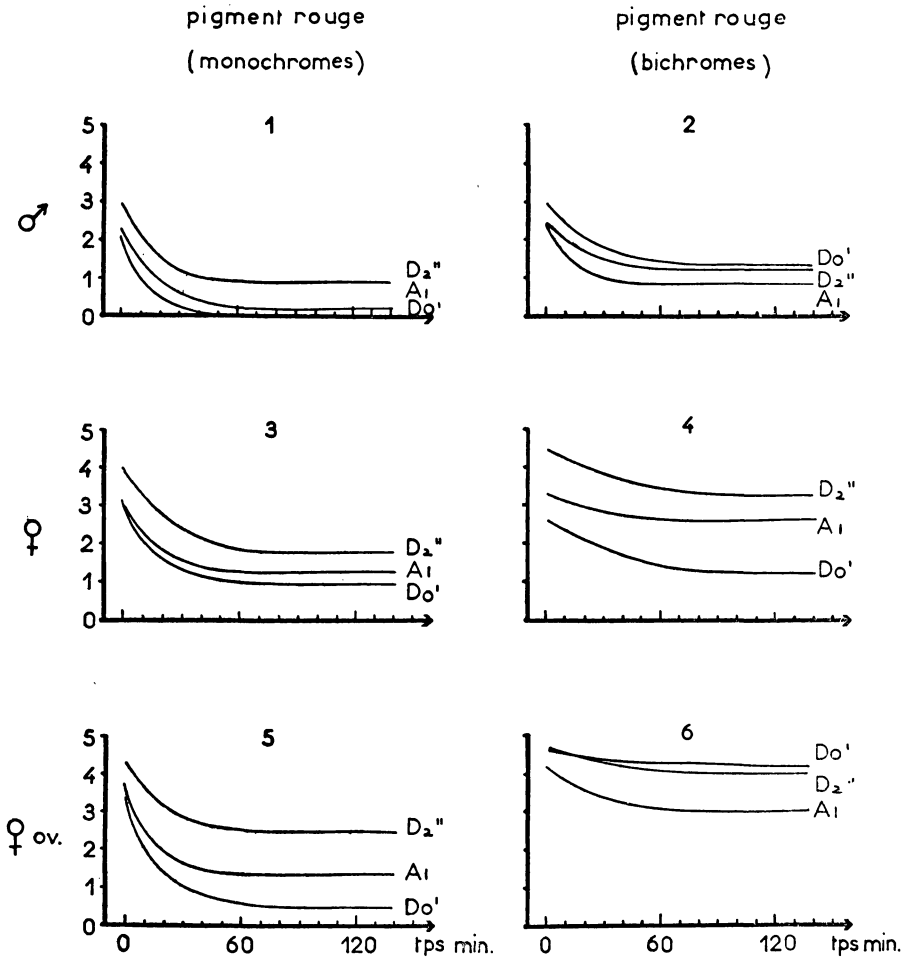 pigment rouge
(monochromes)
pigment rouge
(bichromes)
1
5
4
3
2
1
0
♂
D2"
A1
Do'
2
Do'
D2"
A1
3
5
4
3
2
1
0
♀
D2"
A1
Do'
4
D2"
A1
Do'
5
5
4
3
2
1
0
♀ ov.
D2"
A1
Do'
0 60 120 tps min.
6
Do'
D2"
A1
0 60 120 tps min.